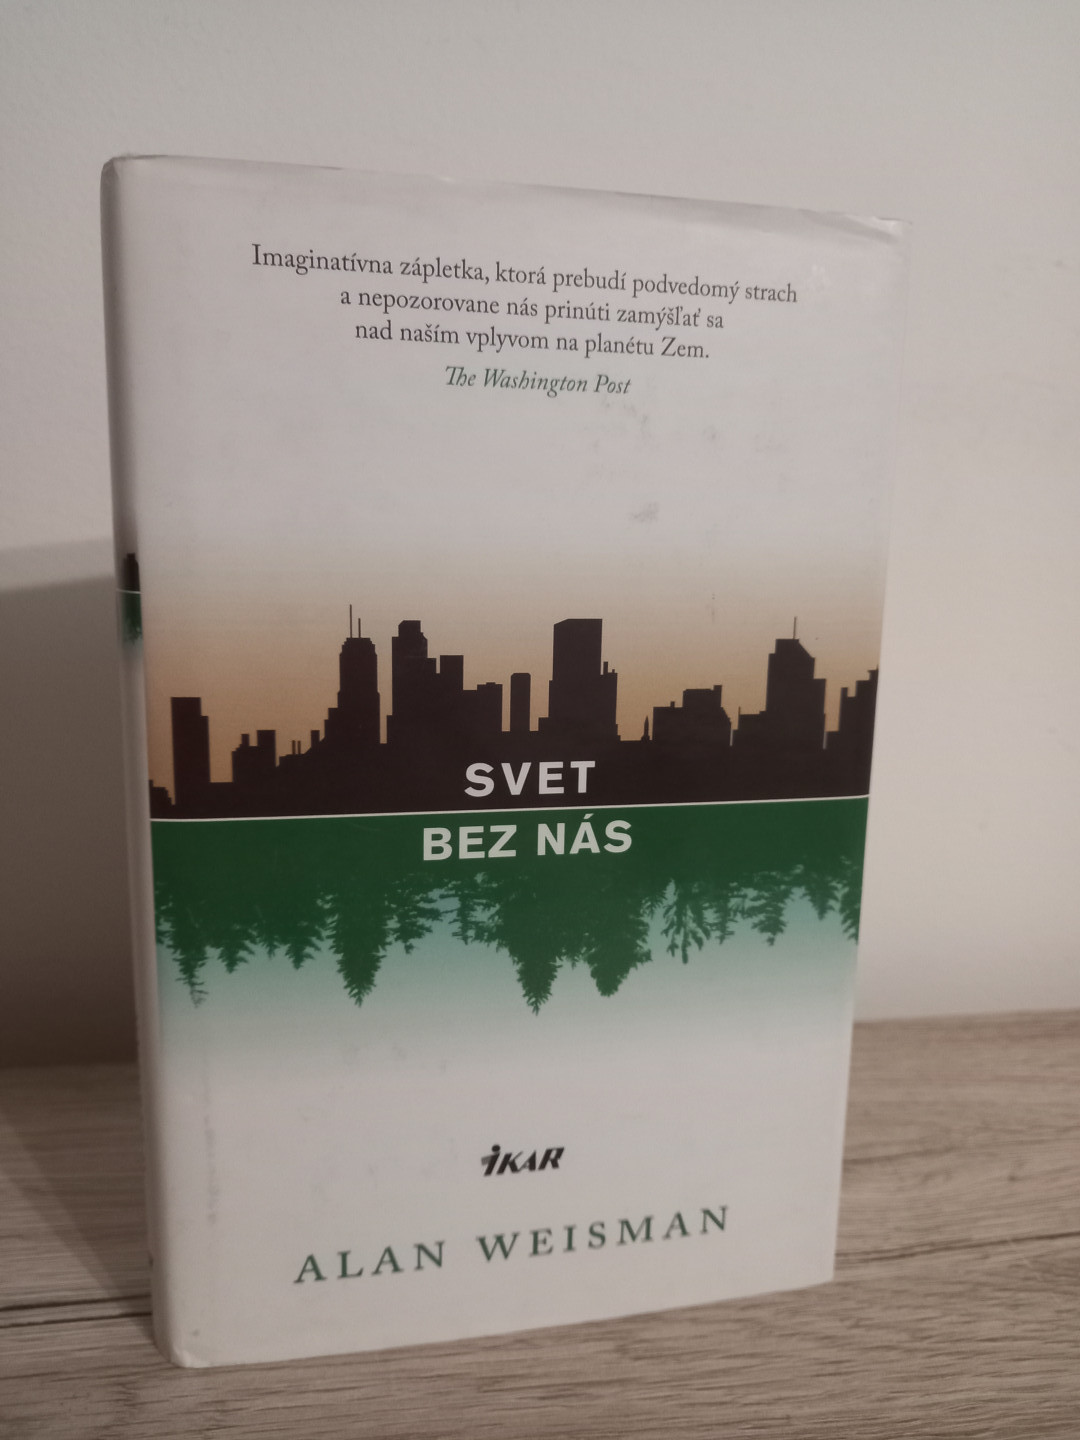 Imaginatívna zápletka, ktorá prebudí podvedomý strach
a nepozorovane nás prinúti zamýšľať sa
nad naším vplyvom na planétu Zem.
The Washington Post
SVET
BEZ NÁS
IKAR
ALAN WEISMAN